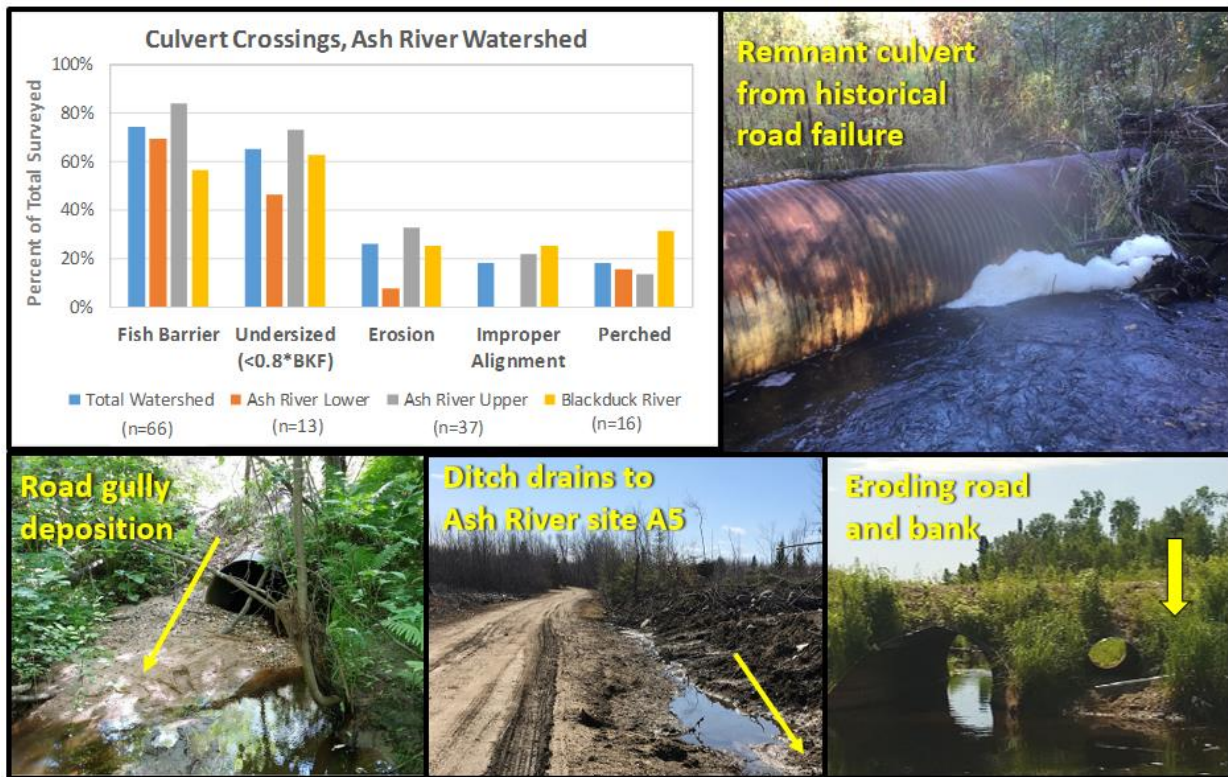 Culvert Crossings, Ash River Watershed
Percent of Total Surveyed
100%
80%
60%
40%
20%
0%
Fish Barrier
Undersized
(<0.8*BKF)
Erosion
Improper
Alignment
Perched
Total Watershed
(n=66)
Ash River Lower
(n=13)
Ash River Upper
(n=37)
Blackduck River
(n=16)
Remnant culvert
from historical
road failure
Road gully
deposition
Ditch drains to
Ash River site A5
Eroding road
and bank